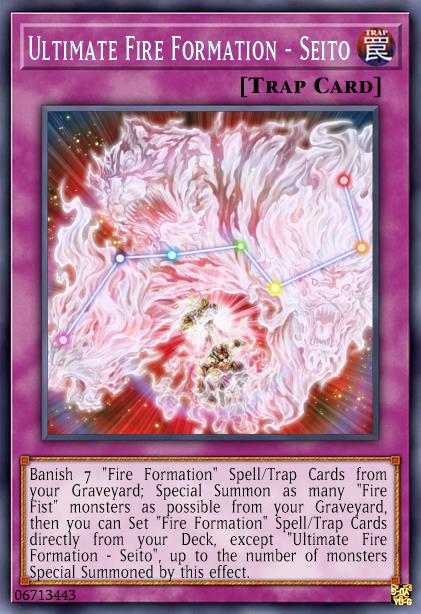 Ultimate Fire Formation - Seito
TRAP
罠
[Trap Card]
Banish 7 "Fire Formation" Spell/Trap Cards from
your Graveyard; Special Summon as many "Fire
Fist" monsters as possible from your Graveyard,
then you can Set "Fire Formation" Spell/Trap Cards
directly from your Deck, except "Ultimate Fire
Formation - Seito", up to the number of monsters
Special Summoned by this effect.
06713443